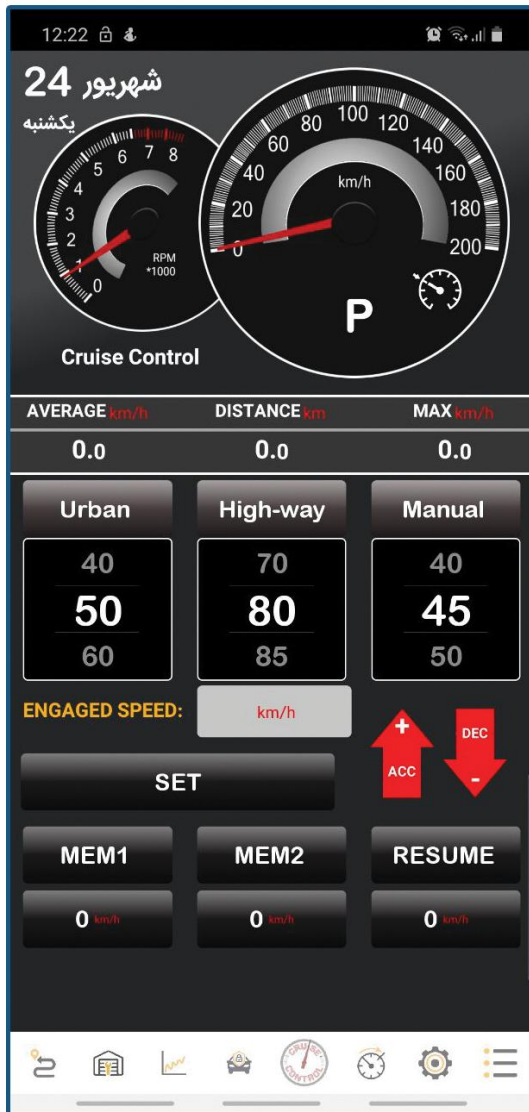 12:22
24 شهریور
یکشنبه
0 1 2 3 4 5 6 7 8
RPM
*1000
0 20 40 60 80 100 120 140 160 180 200
km/h
P
Cruise Control
AVERAGE km/h DISTANCE km MAX km/h
0.0 0.0 0.0
Urban High-way Manual
40 70 40
50 80 45
60 85 50
ENGAGED SPEED: km/h
+ ACC
DEC -
SET
MEM1 MEM2 RESUME
0 km/h 0 km/h 0 km/h
CRUISE CONTROL